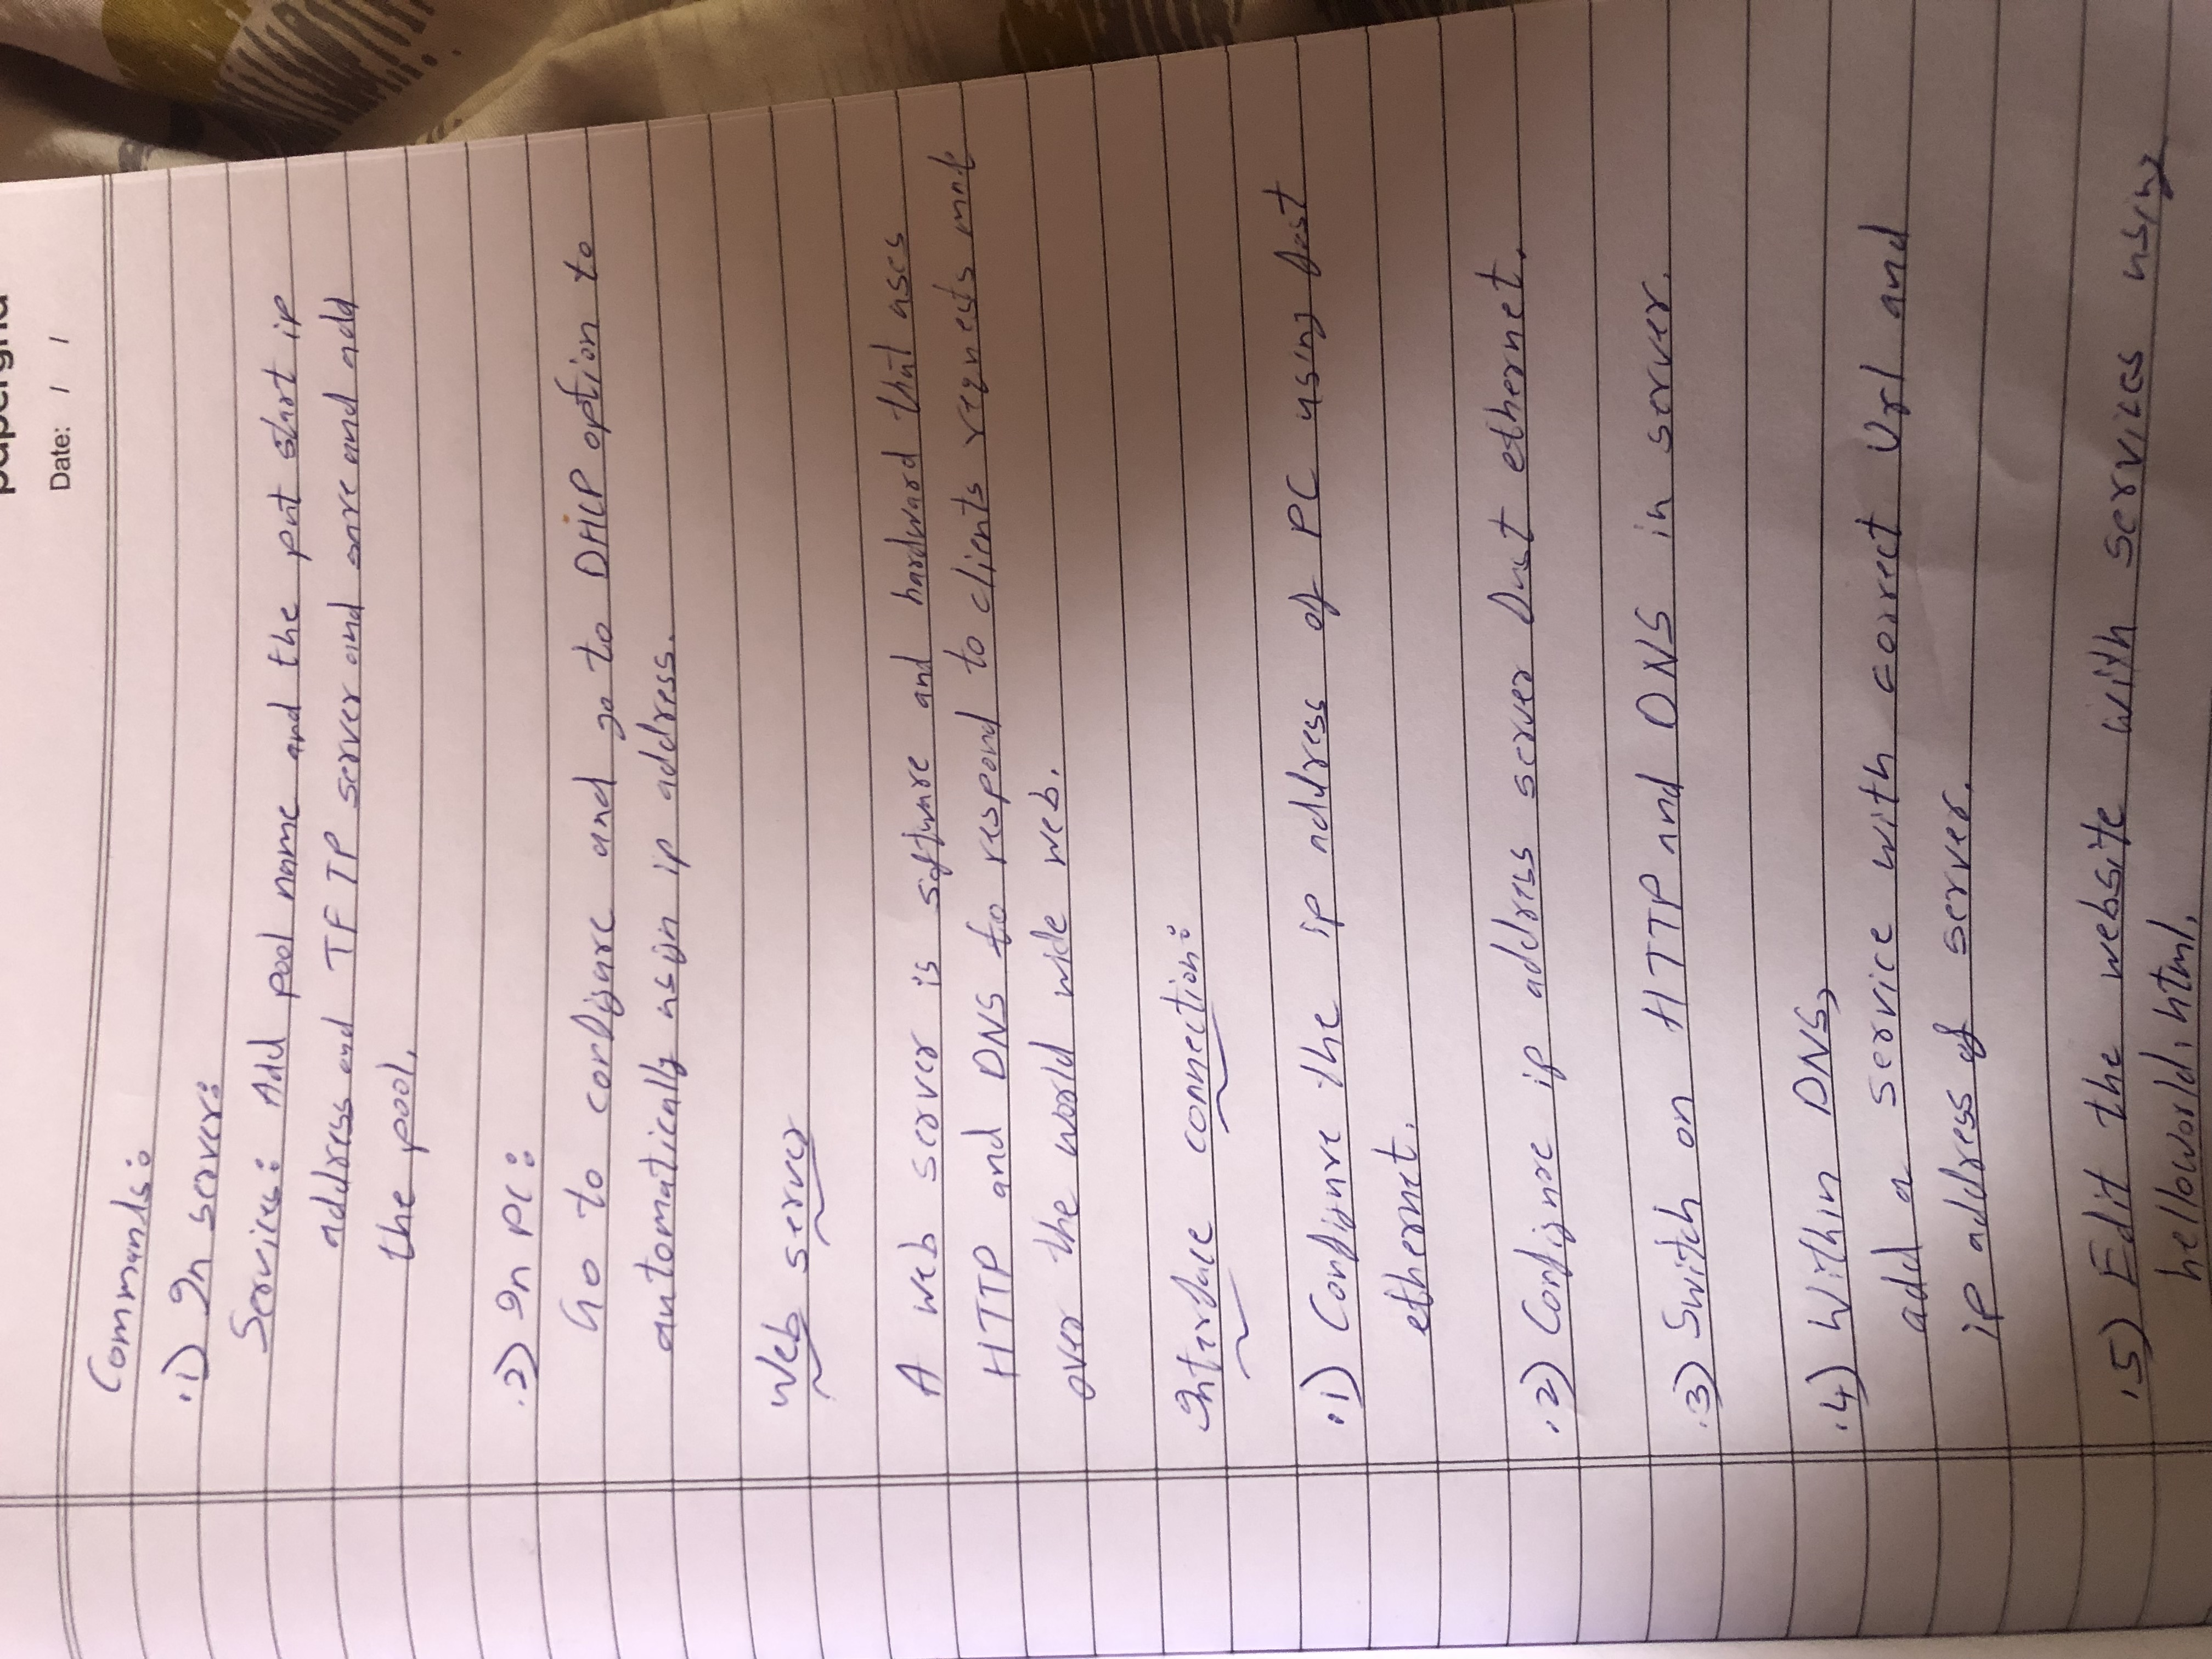 papergrid
Date: / /
Commands:
.1) In server:
Services: Add pool name and the put start ip
address and TFTP server and save and add
the pool.
.2) In PC:
Go to configure and go to DHCP option to
automatically assign ip address.
Web server
A web server is software and hardward that uses
HTTP and DNS to respond to clients requests
over the world wide web.
Interface connection:
.1) Configure the ip address of PC using fast
ethernet.
.2) Configure ip address server fast ethernet.
.3) Switch on HTTP and DNS in server.
.4) Within DNS,
add a service with correct Url and
ip address of server.
.5) Edit the website with services using
helloworld.html.